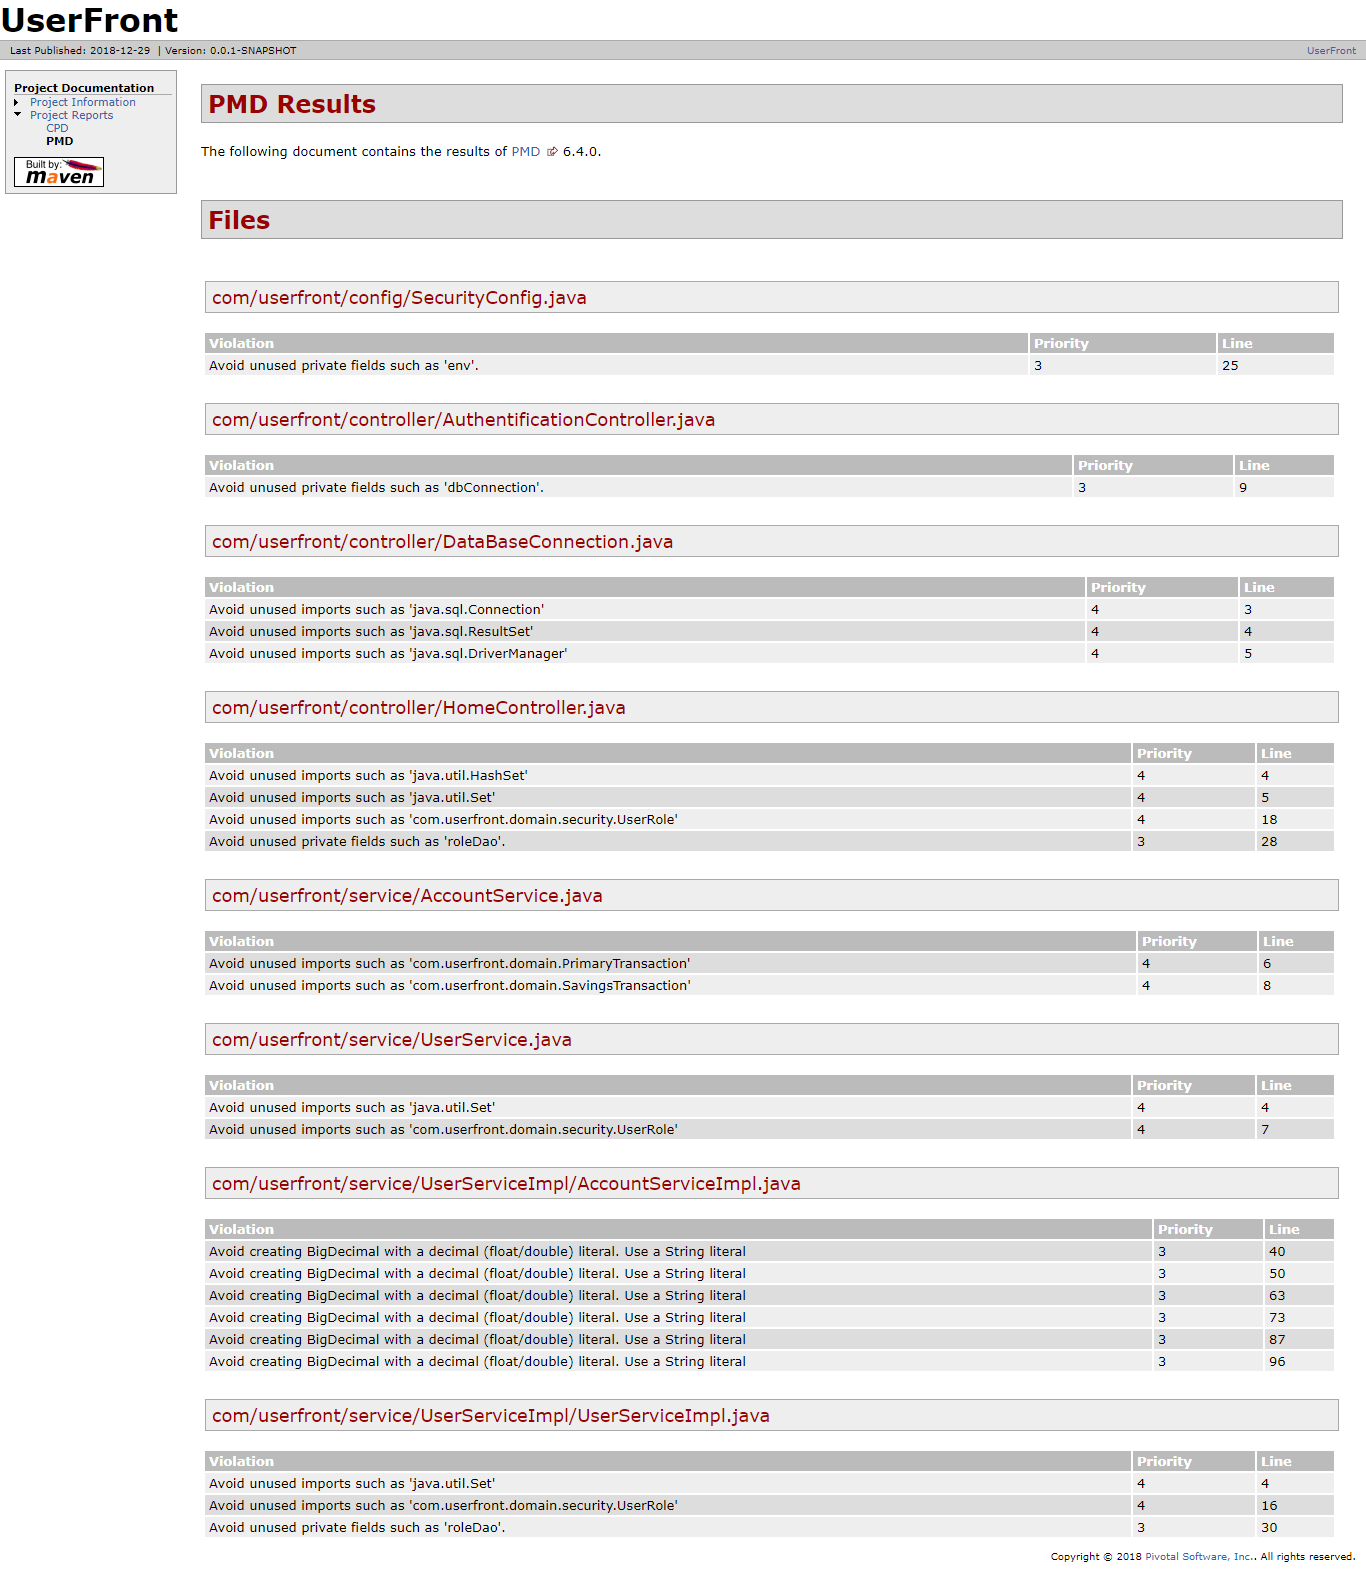 UserFront
Last Published: 2018-12-29 | Version: 0.0.1-SNAPSHOT UserFront
Project Documentation
Project Information
Project Reports
CPD
PMD
Built by:
maven
PMD Results
The following document contains the results of PMD 6.4.0.
Files
com/userfront/config/SecurityConfig.java
Violation Priority Line
Avoid unused private fields such as 'env'. 3 25
com/userfront/controller/AuthentificationController.java
Violation Priority Line
Avoid unused private fields such as 'dbConnection'. 3 9
com/userfront/controller/DataBaseConnection.java
Violation Priority Line
Avoid unused imports such as 'java.sql.Connection' 4 3
Avoid unused imports such as 'java.sql.ResultSet' 4 4
Avoid unused imports such as 'java.sql.DriverManager' 4 5
com/userfront/controller/HomeController.java
Violation Priority Line
Avoid unused imports such as 'java.util.HashSet' 4 4
Avoid unused imports such as 'java.util.Set' 4 5
Avoid unused imports such as 'com.userfront.domain.security.UserRole' 4 18
Avoid unused private fields such as 'roleDao'. 3 28
com/userfront/service/AccountService.java
Violation Priority Line
Avoid unused imports such as 'com.userfront.domain.PrimaryTransaction' 4 6
Avoid unused imports such as 'com.userfront.domain.SavingsTransaction' 4 8
com/userfront/service/UserService.java
Violation Priority Line
Avoid unused imports such as 'java.util.Set' 4 4
Avoid unused imports such as 'com.userfront.domain.security.UserRole' 4 7
com/userfront/service/UserServiceImpl/AccountServiceImpl.java
Violation Priority Line
Avoid creating BigDecimal with a decimal (float/double) literal. Use a String literal 3 40
Avoid creating BigDecimal with a decimal (float/double) literal. Use a String literal 3 50
Avoid creating BigDecimal with a decimal (float/double) literal. Use a String literal 3 63
Avoid creating BigDecimal with a decimal (float/double) literal. Use a String literal 3 73
Avoid creating BigDecimal with a decimal (float/double) literal. Use a String literal 3 87
Avoid creating BigDecimal with a decimal (float/double) literal. Use a String literal 3 96
com/userfront/service/UserServiceImpl/UserServiceImpl.java
Violation Priority Line
Avoid unused imports such as 'java.util.Set' 4 4
Avoid unused imports such as 'com.userfront.domain.security.UserRole' 4 16
Avoid unused private fields such as 'roleDao'. 3 30
Copyright © 2018 Pivotal Software, Inc.. All rights reserved.